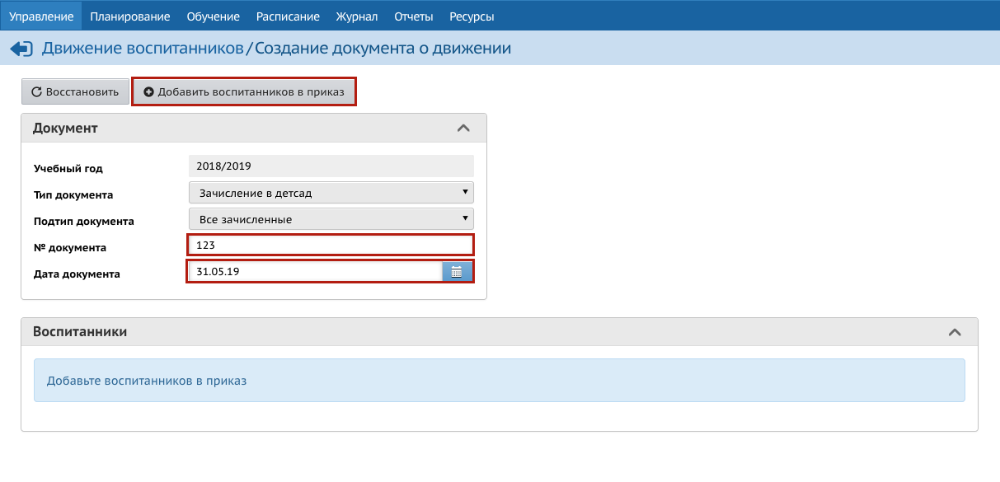 Управление Планирование Обучение Расписание Журнал Отчеты Ресурсы
Движение воспитанников/Создание документа о движении
Восстановить Добавить воспитанников в приказ
Документ
Учебный год 2018/2019
Тип документа Зачисление в детсад
Подтип документа Все зачисленные
№ документа 123
Дата документа 31.05.19
Воспитанники
Добавьте воспитанников в приказ